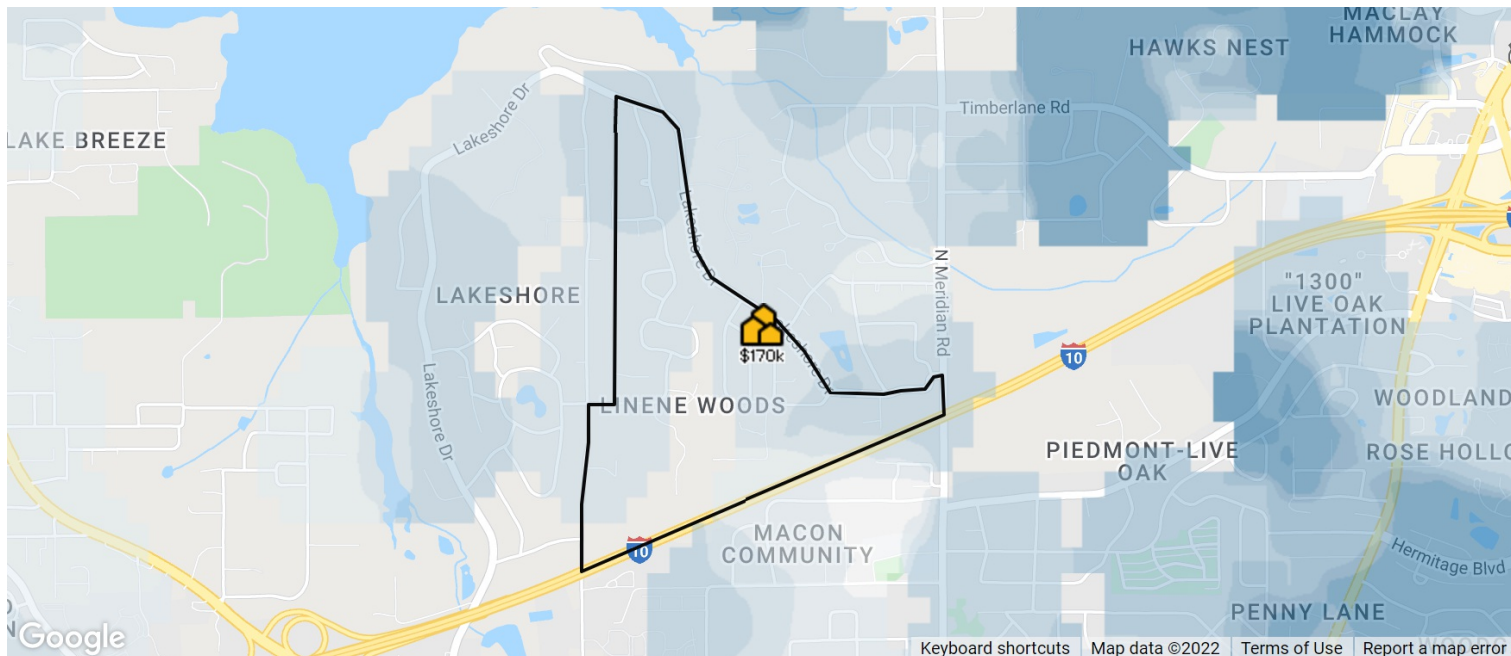 MACLAY
HAMMOCK
HAWKS NEST
Timberlane Rd
Lakeshore Dr
LAKE BREEZE
Lakeshore Dr
N Meridian Rd
"1300"
LIVE OAK
PLANTATION
LAKESHORE
10
$170k
Lakeshore Dr
LINENE WOODS
WOODLAND
PIEDMONT-LIVE
OAK
ROSE HOLLO
MACON
COMMUNITY
10
Hermitage Blvd
PENNY LANE
Google
Keyboard shortcuts
Map data ©2022
Terms of Use
Report a map error